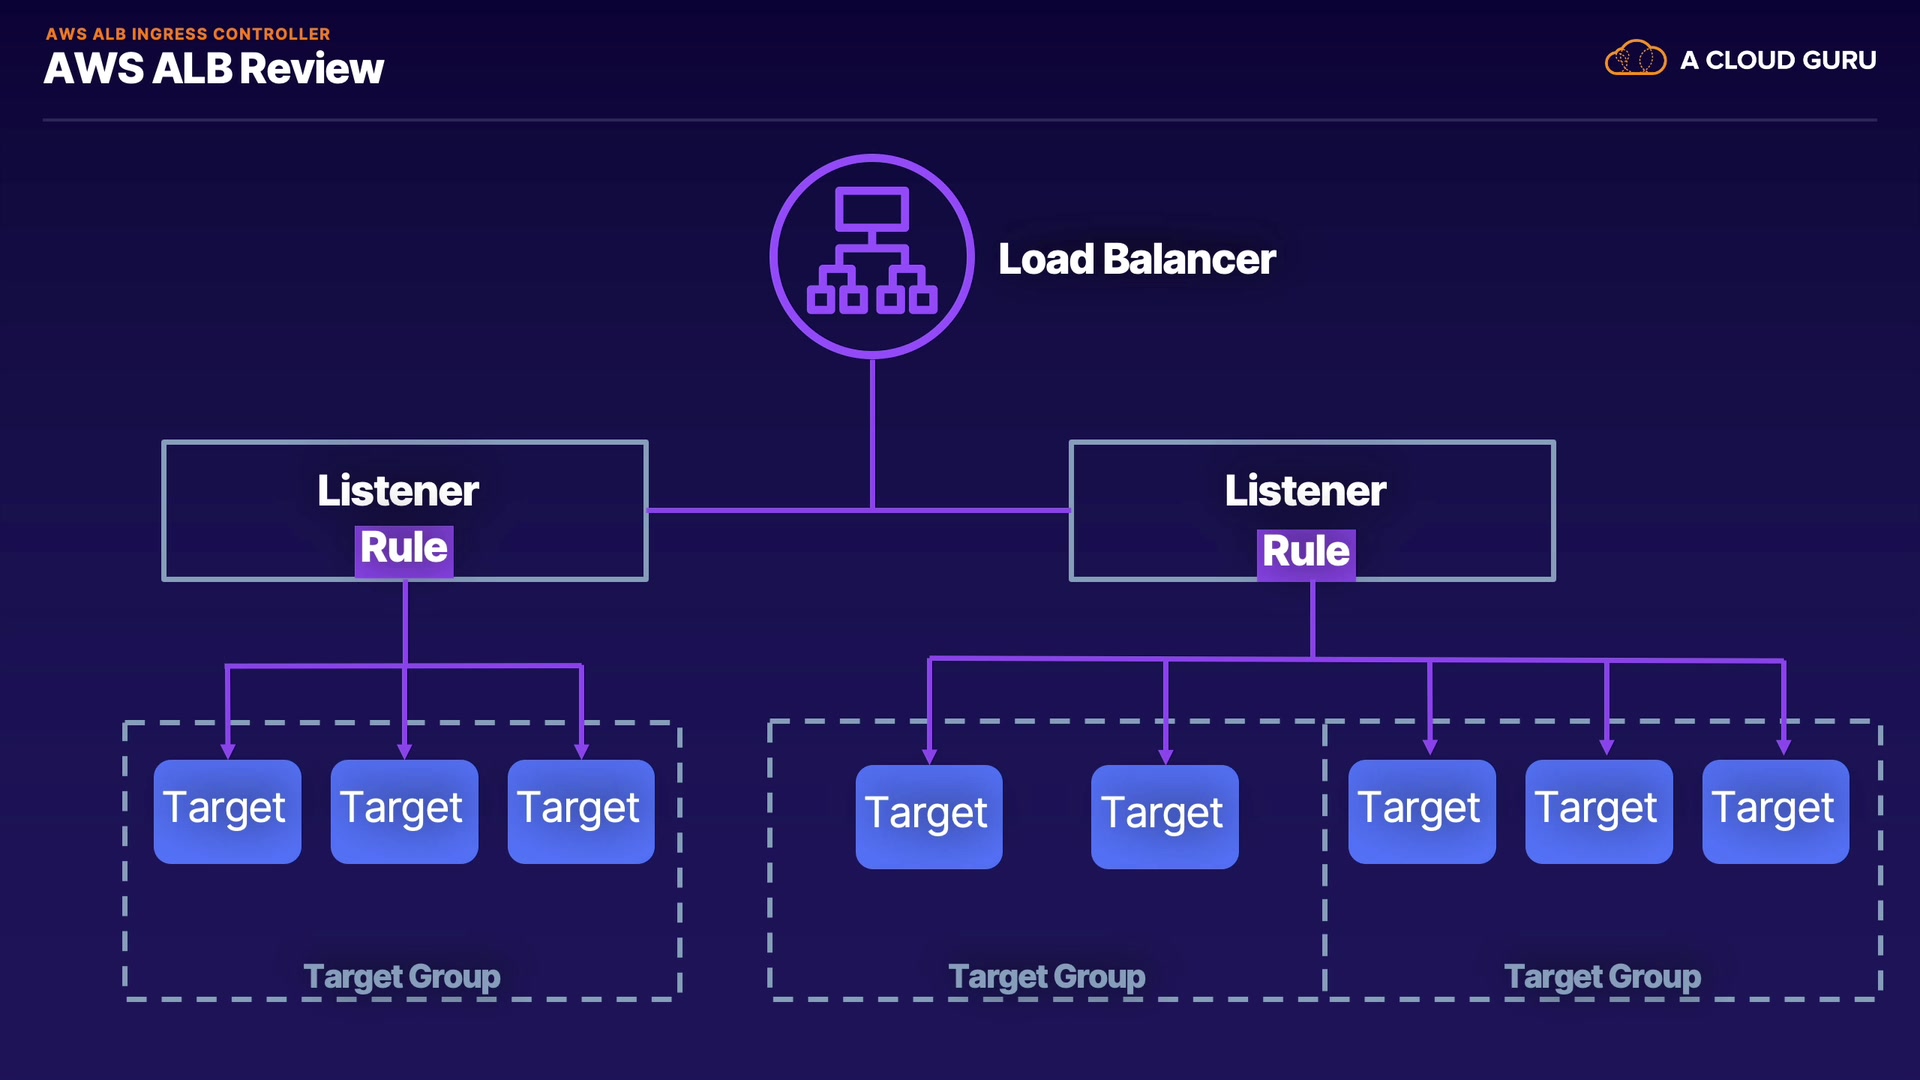 AWS ALB INGRESS CONTROLLER
AWS ALB Review
A CLOUD GURU
Load Balancer
Listener
Rule
Listener
Rule
Target
Target
Target
Target
Target
Target
Target
Target
Target Group
Target Group
Target Group